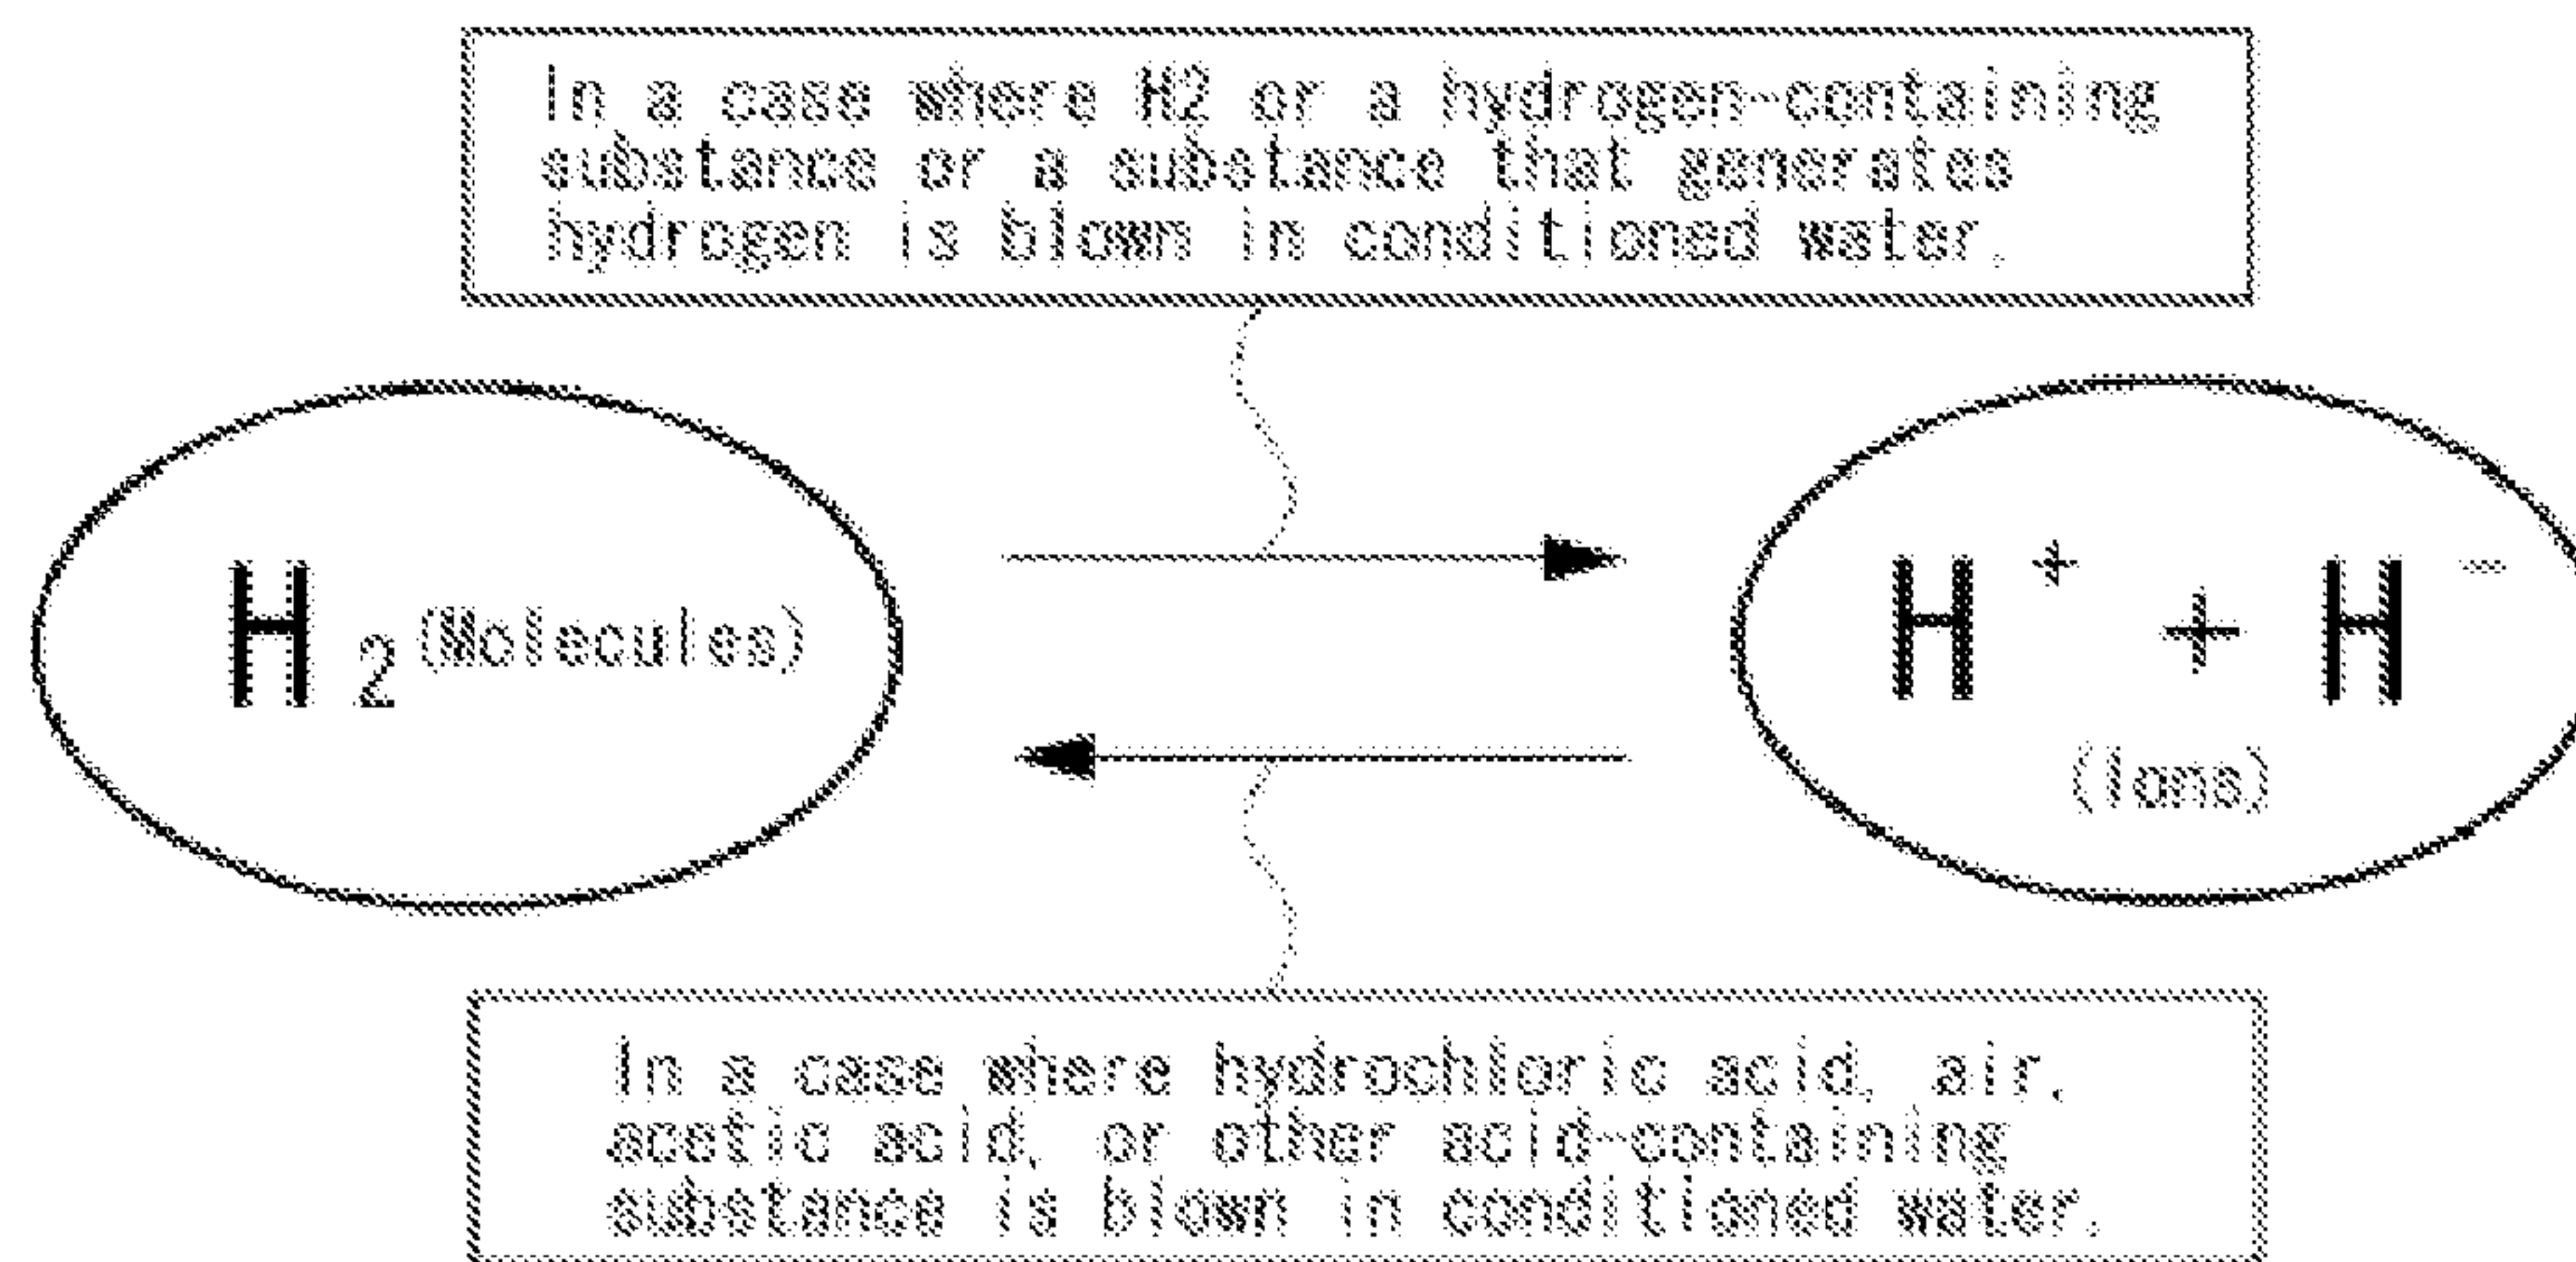 In a case where H2 or a hydrogen-containing
substance or a substance that generates
hydrogen is blown in conditioned water.
H2 (Molecules)
H+ + H−
(Ions)
In a case where hydrochloric acid, air,
acetic acid, or other acid-containing
substance is blown in conditioned water.